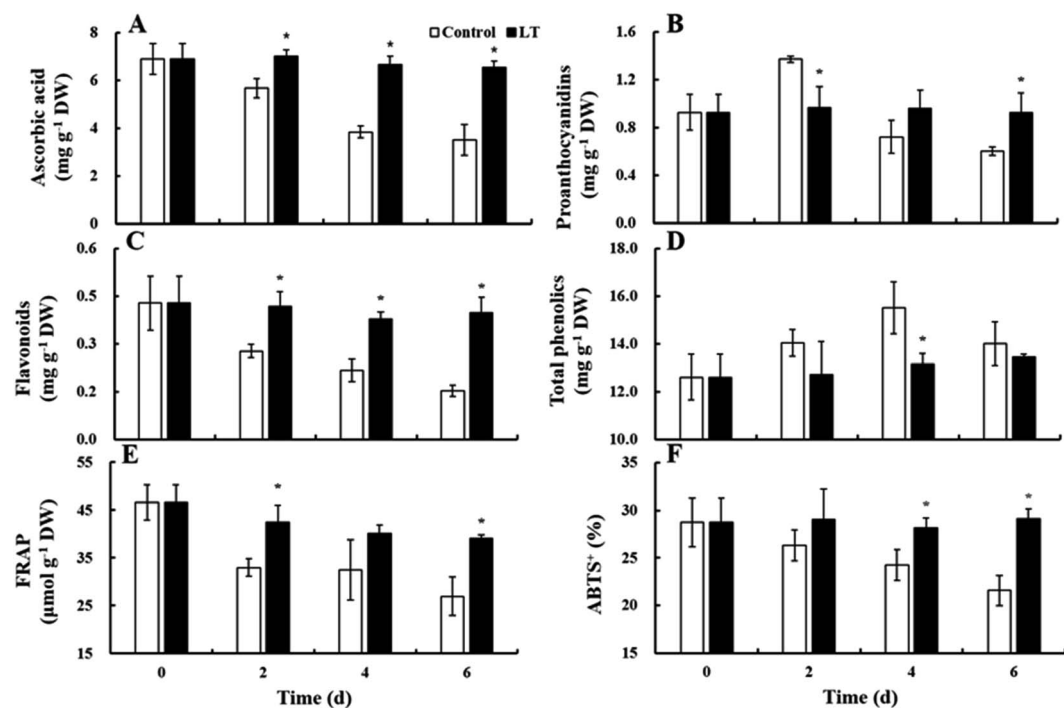 A
Control LT
Ascorbic acid
(mg g⁻¹ DW)
8
6
4
2
0
* * *
B
Proanthocyanidins
(mg g⁻¹ DW)
1.6
1.2
0.8
0.4
0.0
* *
C
Flavonoids
(mg g⁻¹ DW)
0.6
0.5
0.3
0.2
0.0
* * *
D
Total phenolics
(mg g⁻¹ DW)
18.0
16.0
14.0
12.0
10.0
*
E
FRAP
(μmol g⁻¹ DW)
55
45
35
25
15
* *
0 2 4 6
Time (d)
F
ABTS⁺ (%)
35
30
25
20
15
* *
0 2 4 6
Time (d)